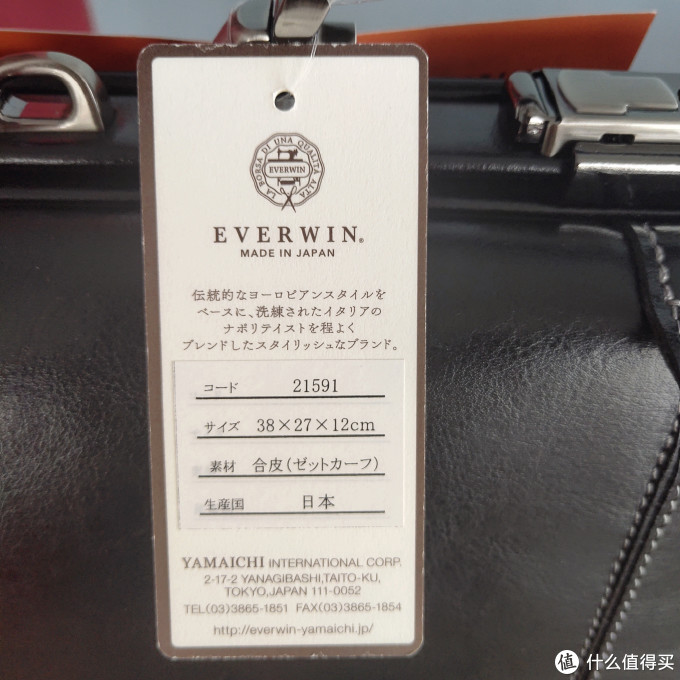 LA BORSA DI UNA QUALITÀ ALTA
EVERWIN
EVERWIN®
MADE IN JAPAN
伝統的なヨーロピアンスタイルを
ベースに、洗練されたイタリアの
ナポリテイストを程よく
ブレンドしたスタイリッシュなブランド。
コード 21591
サイズ 38×27×12cm
素材 合皮(ゼットカーフ)
生産国 日本
YAMAICHI INTERNATIONAL CORP.
2-17-2 YANAGIBASHI,TAITO-KU,
TOKYO,JAPAN 111-0052
TEL(03)3865-1851 FAX(03)3865-1854
http://everwin-yamaichi.jp/
值 什么值得买